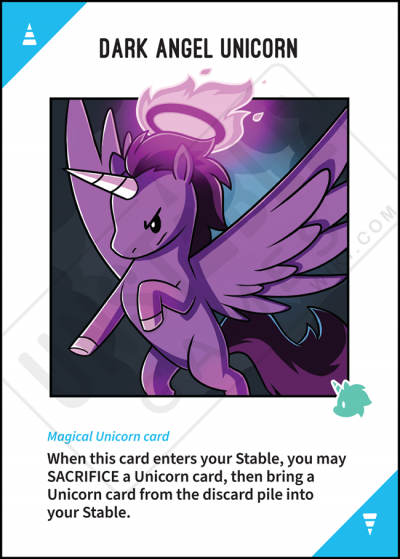 DARK ANGEL UNICORN
Magical Unicorn card
When this card enters your Stable, you may
SACRIFICE a Unicorn card, then bring a
Unicorn card from the discard pile into
your Stable.